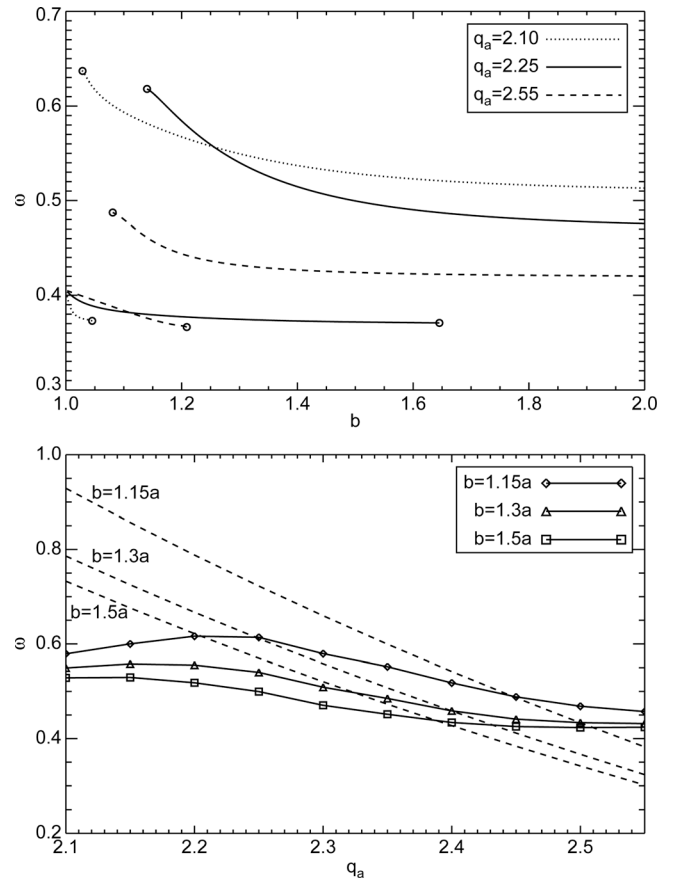 0.7
q_a=2.10
q_a=2.25
q_a=2.55
0.6
ω
0.5
0.4
0.3
1.0 1.2 1.4 1.6 1.8 2.0
b
1.0
b=1.15a
b=1.15a
b=1.3a
b=1.5a
0.8
b=1.3a
b=1.5a
0.6
ω
0.4
0.2
2.1 2.2 2.3 2.4 2.5
q_a